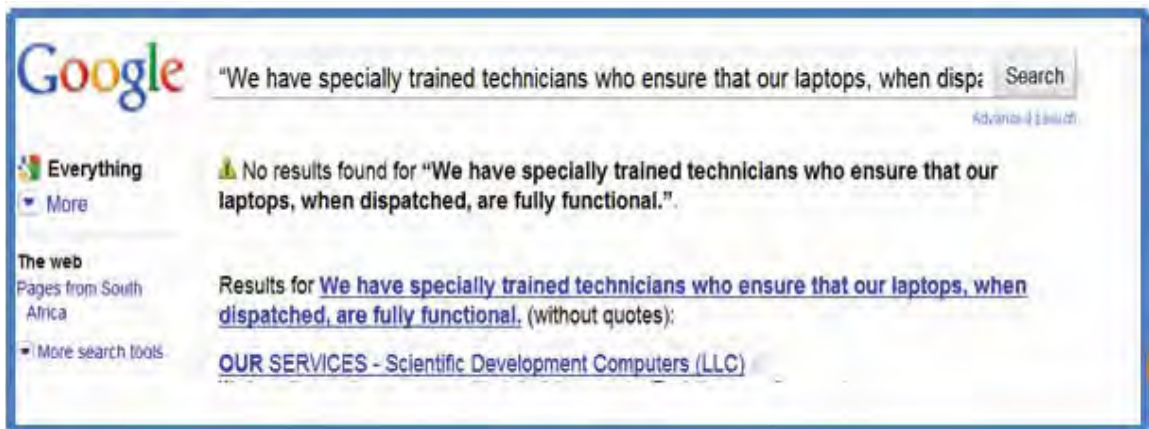 Google
"We have specially trained technicians who ensure that our laptops, when dispa
Search
Advanced Search
Everything
More
The web
Pages from South
Africa
More search tools
No results found for "We have specially trained technicians who ensure that our
laptops, when dispatched, are fully functional.".
Results for We have specially trained technicians who ensure that our laptops, when
dispatched, are fully functional. (without quotes):
OUR SERVICES - Scientific Development Computers (LLC)